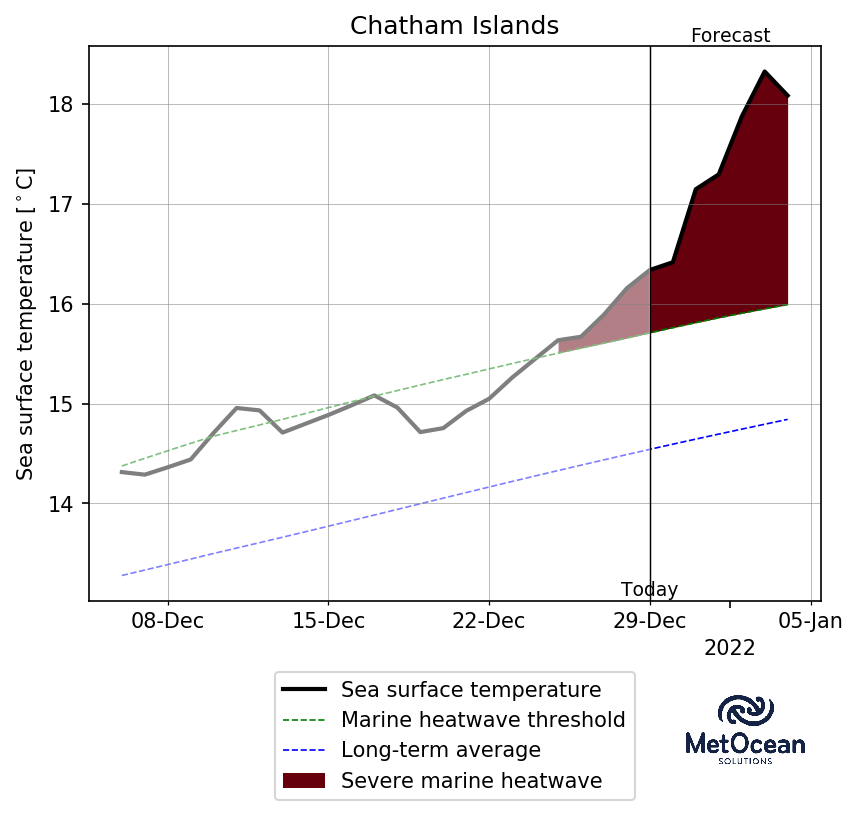 Chatham Islands
Forecast
Sea surface temperature [°C]
18
17
16
15
14
Today
08-Dec 15-Dec 22-Dec 29-Dec 05-Jan
2022
Sea surface temperature
Marine heatwave threshold
Long-term average
Severe marine heatwave
MetOcean
SOLUTIONS